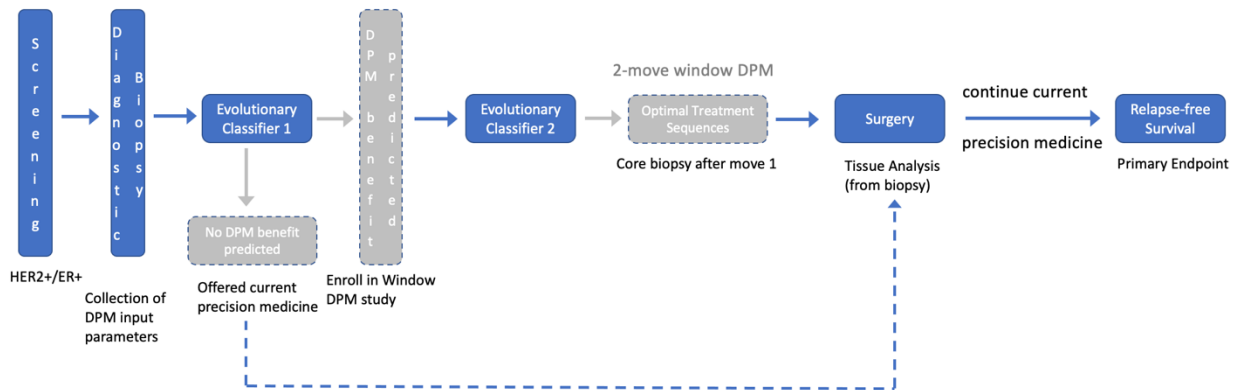 Screening
HER2+/ER+
Diagnostic
Biopsy
Collection of
DPM input
parameters
Evolutionary
Classifier 1
No DPM benefit
predicted
Offered current
precision medicine
DPM benefit
predicted
Enroll in Window
DPM study
Evolutionary
Classifier 2
2-move window DPM
Optimal Treatment
Sequences
Core biopsy after move 1
Surgery
Tissue Analysis
(from biopsy)
continue current
precision medicine
Relapse-free
Survival
Primary Endpoint